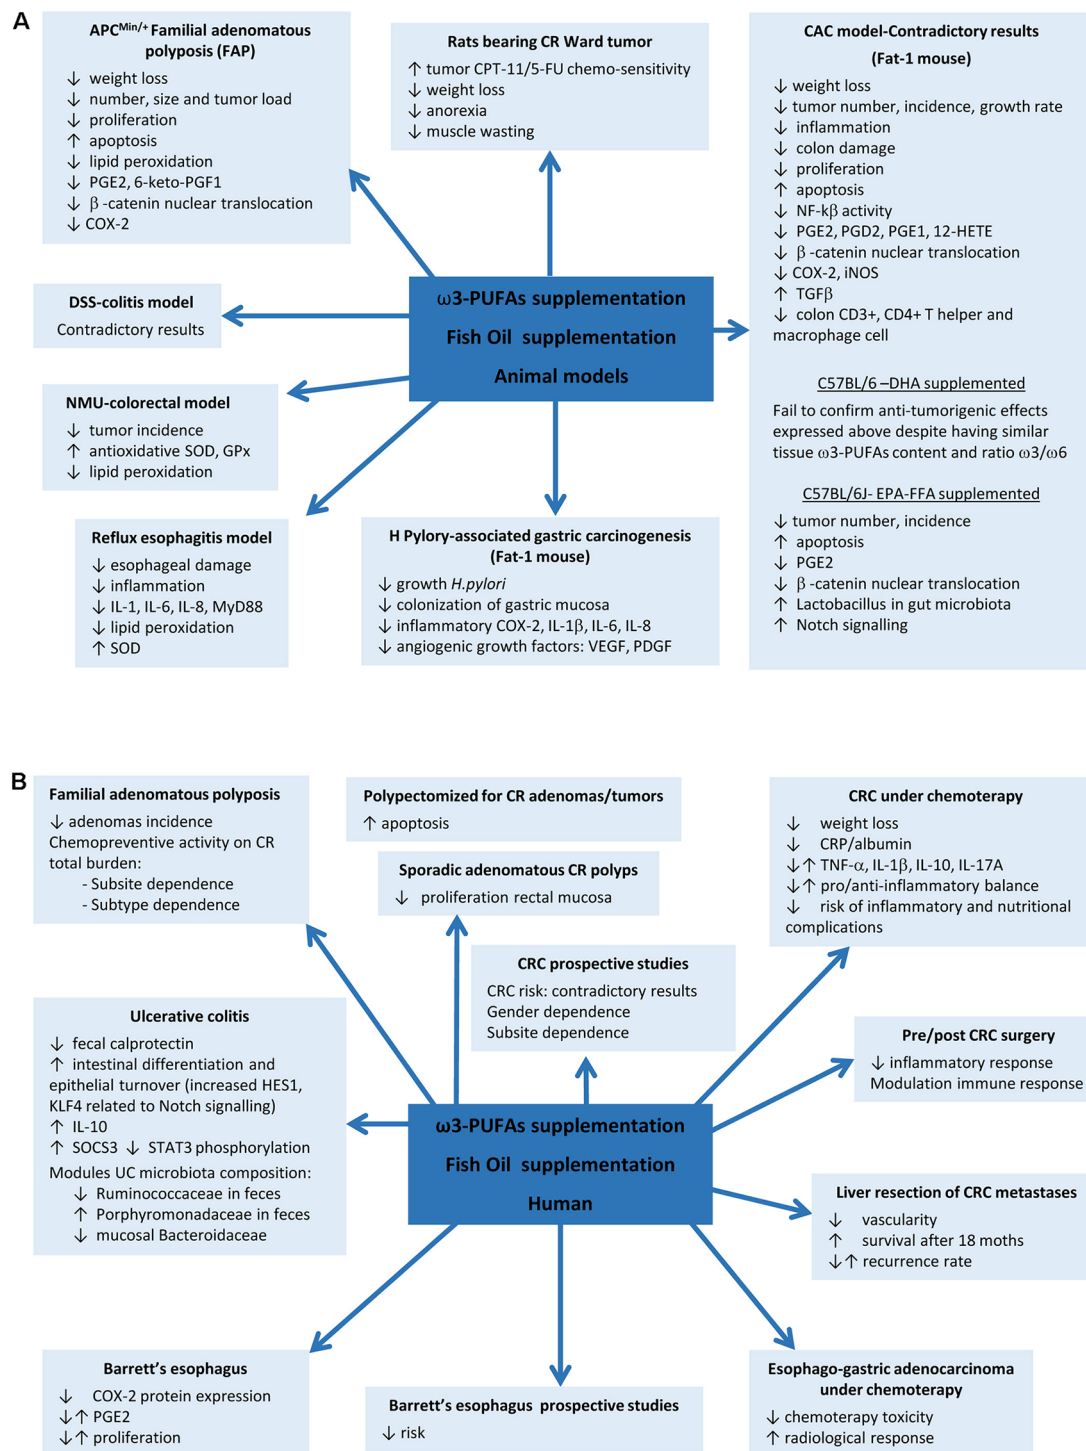 A
APCMin/+ Familial adenomatous
polyposis (FAP)
↓ weight loss
↓ number, size and tumor load
↓ proliferation
↑ apoptosis
↓ lipid peroxidation
↓ PGE2, 6-keto-PGF1
↓ β -catenin nuclear translocation
↓ COX-2
Rats bearing CR Ward tumor
↑ tumor CPT-11/5-FU chemo-sensitivity
↓ weight loss
↓ anorexia
↓ muscle wasting
CAC model-Contradictory results
(Fat-1 mouse)
↓ weight loss
↓ tumor number, incidence, growth rate
↓ inflammation
↓ colon damage
↓ proliferation
↑ apoptosis
↓ NF-kβ activity
↓ PGE2, PGD2, PGE1, 12-HETE
↓ β -catenin nuclear translocation
↓ COX-2, iNOS
↑ TGFβ
↓ colon CD3+, CD4+ T helper and
macrophage cell
C57BL/6 –DHA supplemented
Fail to confirm anti-tumorigenic effects
expressed above despite having similar
tissue ω3-PUFAs content and ratio ω3/ω6
C57BL/6J- EPA-FFA supplemented
↓ tumor number, incidence
↑ apoptosis
↓ PGE2
↓ β -catenin nuclear translocation
↑ Lactobacillus in gut microbiota
↑ Notch signalling
DSS-colitis model
Contradictory results
ω3-PUFAs supplementation
Fish Oil supplementation
Animal models
NMU-colorectal model
↓ tumor incidence
↑ antioxidative SOD, GPx
↓ lipid peroxidation
Reflux esophagitis model
↓ esophageal damage
↓ inflammation
↓ IL-1, IL-6, IL-8, MyD88
↓ lipid peroxidation
↑ SOD
H Pylory-associated gastric carcinogenesis
(Fat-1 mouse)
↓ growth H.pylori
↓ colonization of gastric mucosa
↓ inflammatory COX-2, IL-1β, IL-6, IL-8
↓ angiogenic growth factors: VEGF, PDGF
B
Familial adenomatous polyposis
↓ adenomas incidence
Chemopreventive activity on CR
total burden:
- Subsite dependence
- Subtype dependence
Polypectomized for CR adenomas/tumors
↑ apoptosis
Sporadic adenomatous CR polyps
↓ proliferation rectal mucosa
CRC prospective studies
CRC risk: contradictory results
Gender dependence
Subsite dependence
CRC under chemoterapy
↓ weight loss
↓ CRP/albumin
↓↑ TNF-α, IL-1β, IL-10, IL-17A
↓↑ pro/anti-inflammatory balance
↓ risk of inflammatory and nutritional
complications
Ulcerative colitis
↓ fecal calprotectin
↑ intestinal differentiation and
epithelial turnover (increased HES1,
KLF4 related to Notch signalling)
↑ IL-10
↑ SOCS3 ↓ STAT3 phosphorylation
Modules UC microbiota composition:
↓ Ruminococcaceae in feces
↑ Porphyromonadaceae in feces
↓ mucosal Bacteroidaceae
Pre/post CRC surgery
↓ inflammatory response
Modulation immune response
ω3-PUFAs supplementation
Fish Oil supplementation
Human
Liver resection of CRC metastases
↓ vascularity
↑ survival after 18 moths
↓↑ recurrence rate
Barrett’s esophagus
↓ COX-2 protein expression
↓↑ PGE2
↓↑ proliferation
Barrett’s esophagus prospective studies
↓ risk
Esophago-gastric adenocarcinoma
under chemoterapy
↓ chemoterapy toxicity
↑ radiological response